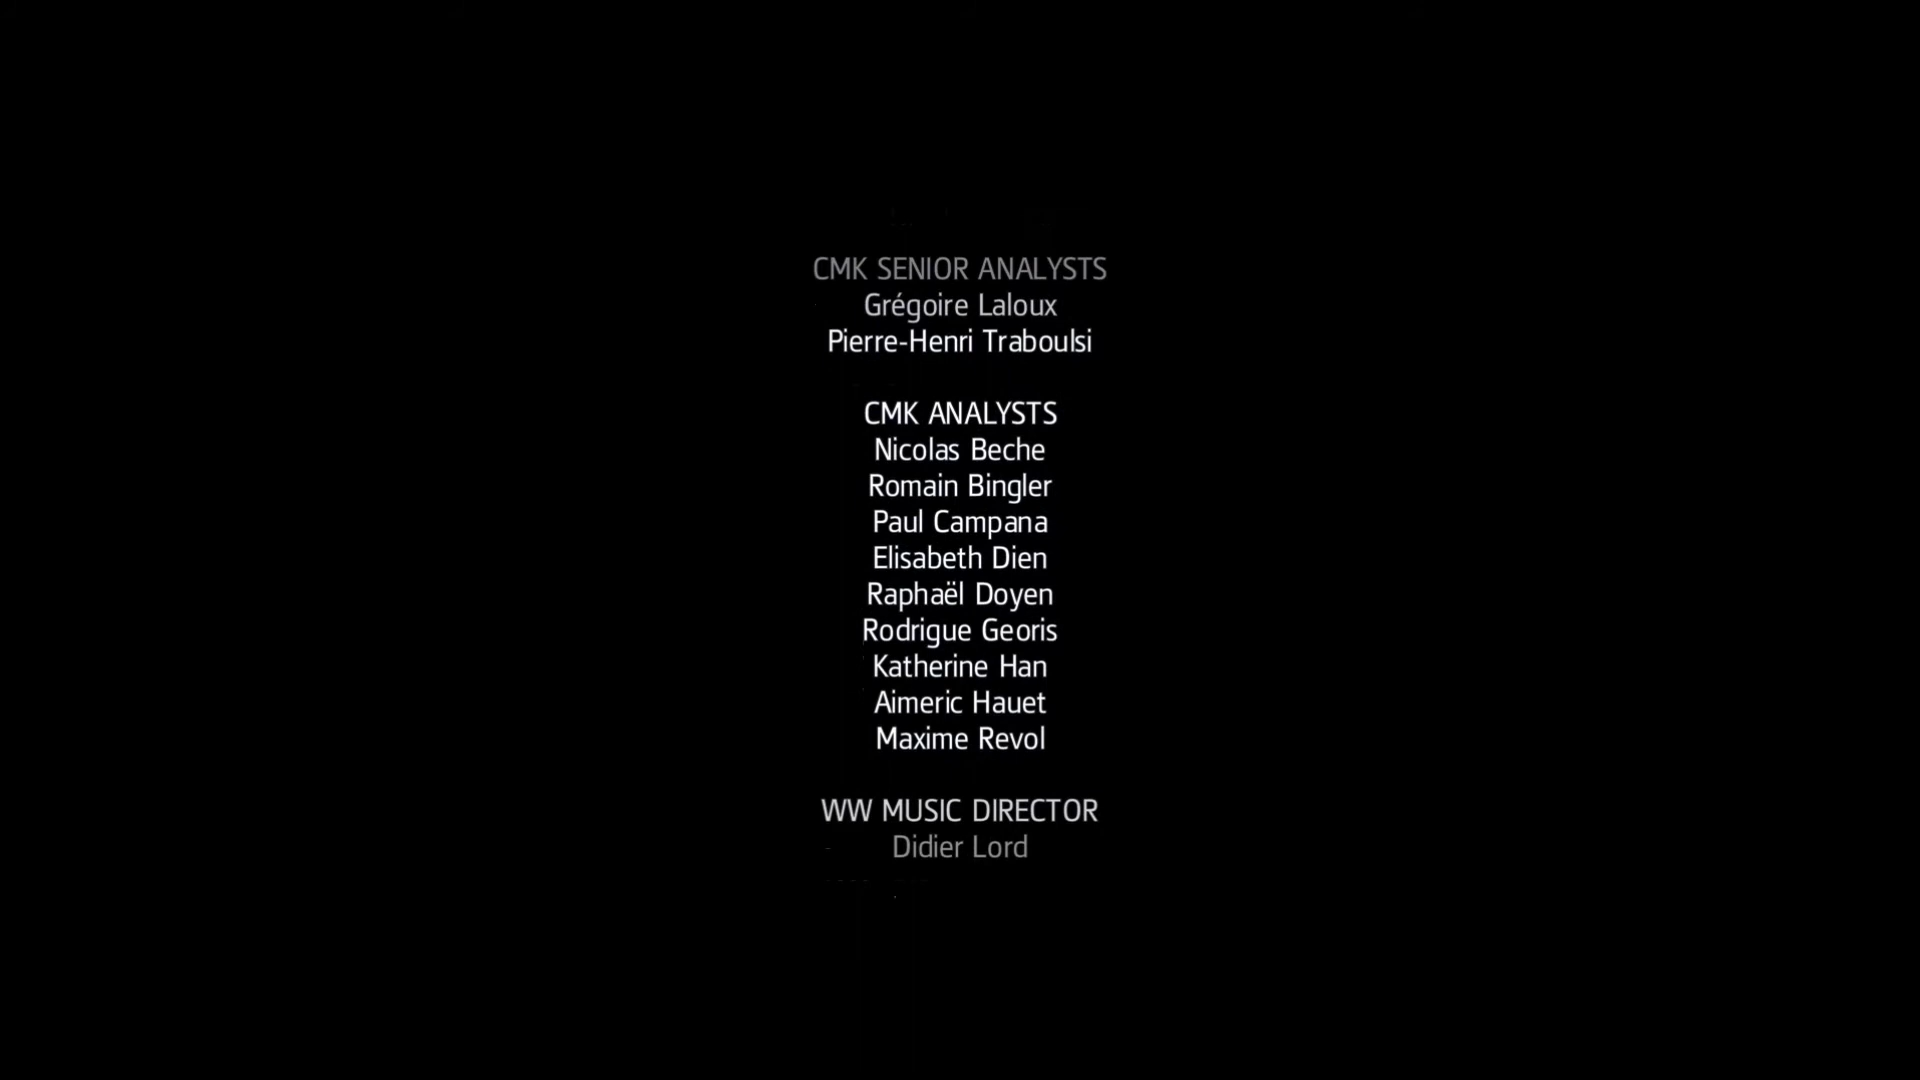 CMK SENIOR ANALYSTS
Grégoire Laloux
Pierre-Henri Traboulsi
CMK ANALYSTS
Nicolas Beche
Romain Bingler
Paul Campana
Elisabeth Dien
Raphaël Doyen
Rodrigue Georis
Katherine Han
Aimeric Hauet
Maxime Revol
WW MUSIC DIRECTOR
Didier Lord